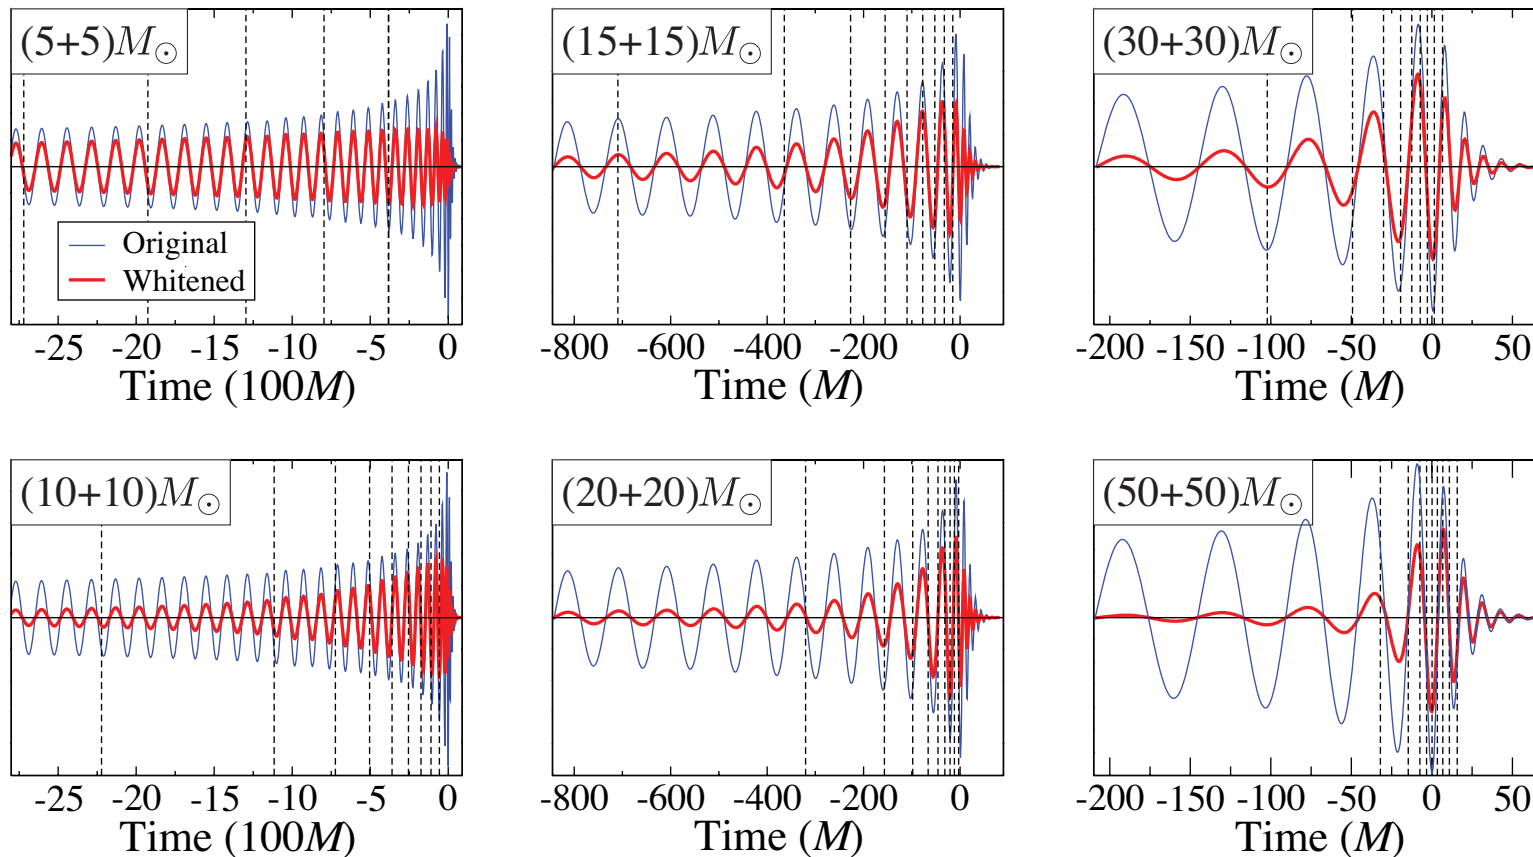 (5+5)M☉
Original
Whitened
-25 -20 -15 -10 -5 0
Time (100M)
(15+15)M☉
-800 -600 -400 -200 0
Time (M)
(30+30)M☉
-200 -150 -100 -50 0 50
Time (M)
(10+10)M☉
-25 -20 -15 -10 -5 0
Time (100M)
(20+20)M☉
-800 -600 -400 -200 0
Time (M)
(50+50)M☉
-200 -150 -100 -50 0 50
Time (M)